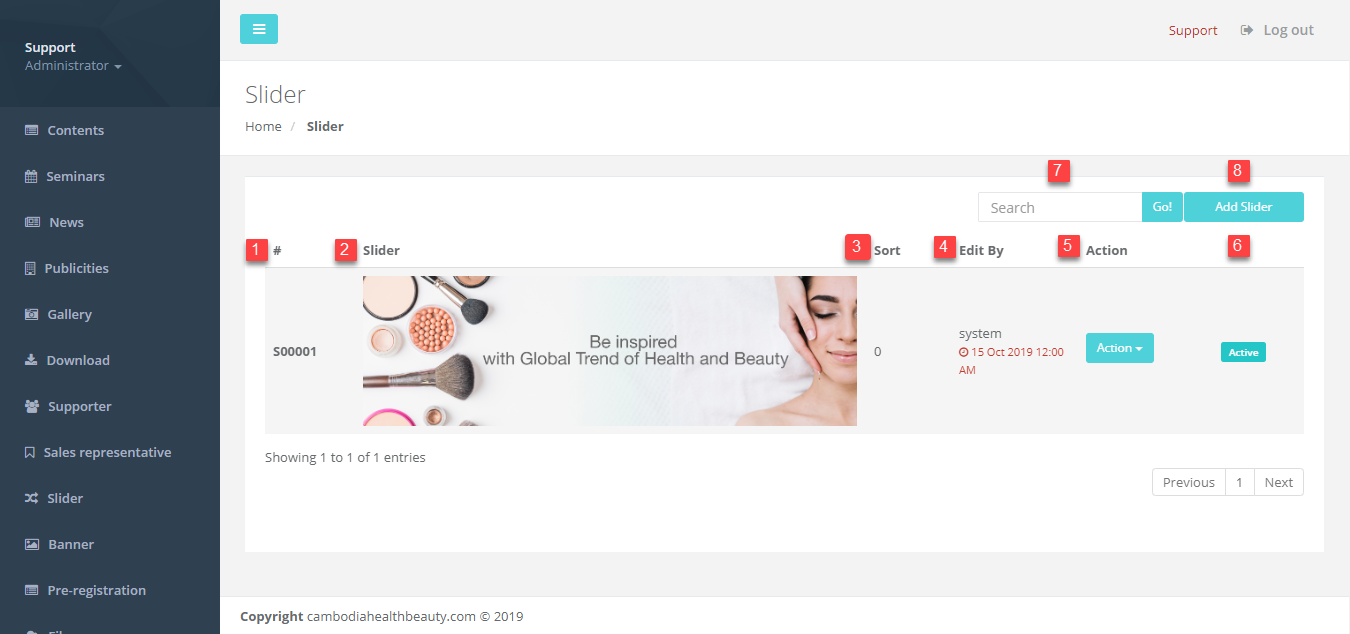 Support
Administrator
Contents
Seminars
News
Publicities
Gallery
Download
Supporter
Sales representative
Slider
Banner
Pre-registration
Support Log out
Slider
Home / Slider
7 8
Search Go! Add Slider
1 # 2 Slider 3 Sort 4 Edit By 5 Action 6
S00001
Be inspired
with Global Trend of Health and Beauty
0
system
15 Oct 2019 12:00
AM
Action
Active
Showing 1 to 1 of 1 entries
Previous 1 Next
Copyright cambodiahealthbeauty.com © 2019